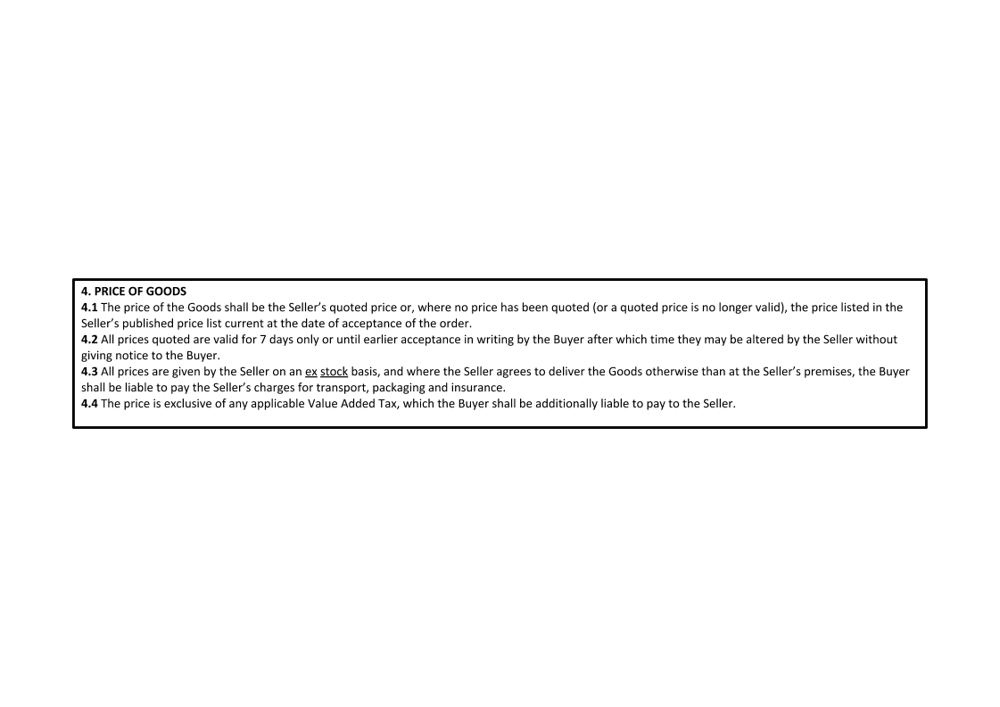 4. PRICE OF GOODS
4.1 The price of the Goods shall be the Seller’s quoted price or, where no price has been quoted (or a quoted price is no longer valid), the price listed in the
Seller’s published price list current at the date of acceptance of the order.
4.2 All prices quoted are valid for 7 days only or until earlier acceptance in writing by the Buyer after which time they may be altered by the Seller without
giving notice to the Buyer.
4.3 All prices are given by the Seller on an ex stock basis, and where the Seller agrees to deliver the Goods otherwise than at the Seller’s premises, the Buyer
shall be liable to pay the Seller’s charges for transport, packaging and insurance.
4.4 The price is exclusive of any applicable Value Added Tax, which the Buyer shall be additionally liable to pay to the Seller.